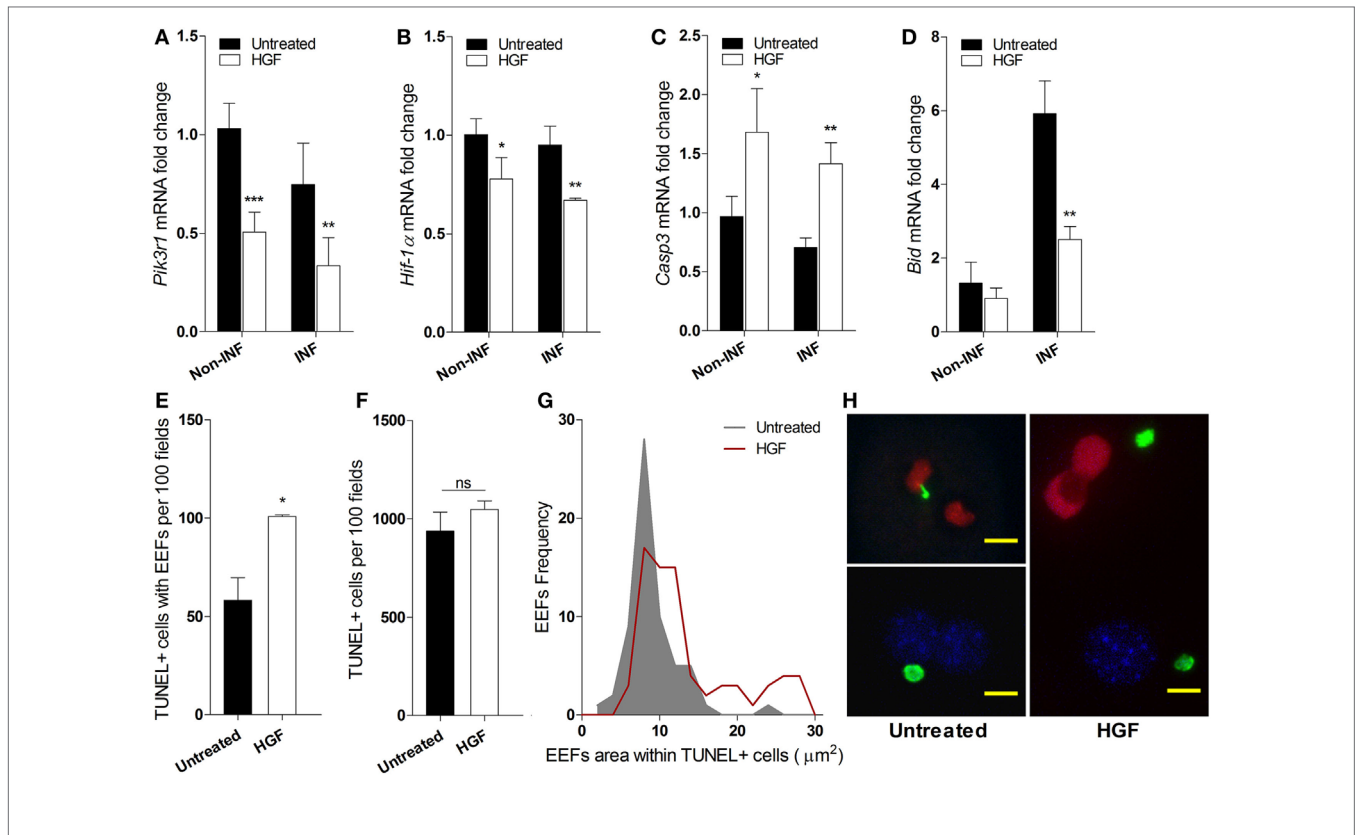 A
Untreated
HGF
Pik3r1 mRNA fold change
1.5
1.0
0.5
0.0
***
**
Non-INF
INF
B
Untreated
HGF
Hif-1α mRNA fold change
1.5
1.0
0.5
0.0
*
**
Non-INF
INF
C
Untreated
HGF
Casp3 mRNA fold change
2.5
2.0
1.5
1.0
0.5
0.0
*
**
Non-INF
INF
D
Untreated
HGF
Bid mRNA fold change
8
6
4
2
0
**
Non-INF
INF
E
TUNEL+ cells with EEFs per 100 fields
150
100
50
0
*
Untreated
HGF
F
TUNEL+ cells per 100 fields
1500
1000
500
0
ns
Untreated
HGF
G
EEFs Frequency
30
20
10
0
Untreated
HGF
0 10 20 30
EEFs area within TUNEL+ cells ( μm²)
H
Untreated
HGF